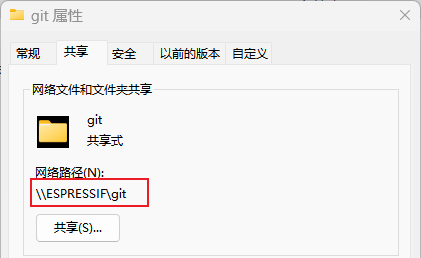 git 属性
常规 共享 安全 以前的版本 自定义
网络文件和文件夹共享
git
共享式
网络路径(N):
\\ESPRESSIF\git
共享(S)...